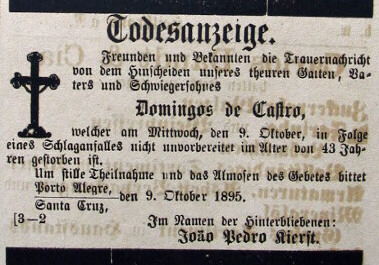 Todesanzeige.
Freunden und Bekannten die Trauernachricht
von dem Hinscheiden unseres theuren Gatten, Va-
ters und Schwiegersohnes
Domingos de Castro,
welcher am Mittwoch, den 9. Oktober, in Folge
eines Schlaganfalles nicht unvorbereitet im Alter von 43 Jah-
ren gestorben ist.
Um stille Theilnahme und das Almosen des Gebetes bittet
Porto Alegre,
Santa Cruz, den 9. Oktober 1895.
[3–2 Im Namen der Hinterbliebenen:
João Pedro Kierst.